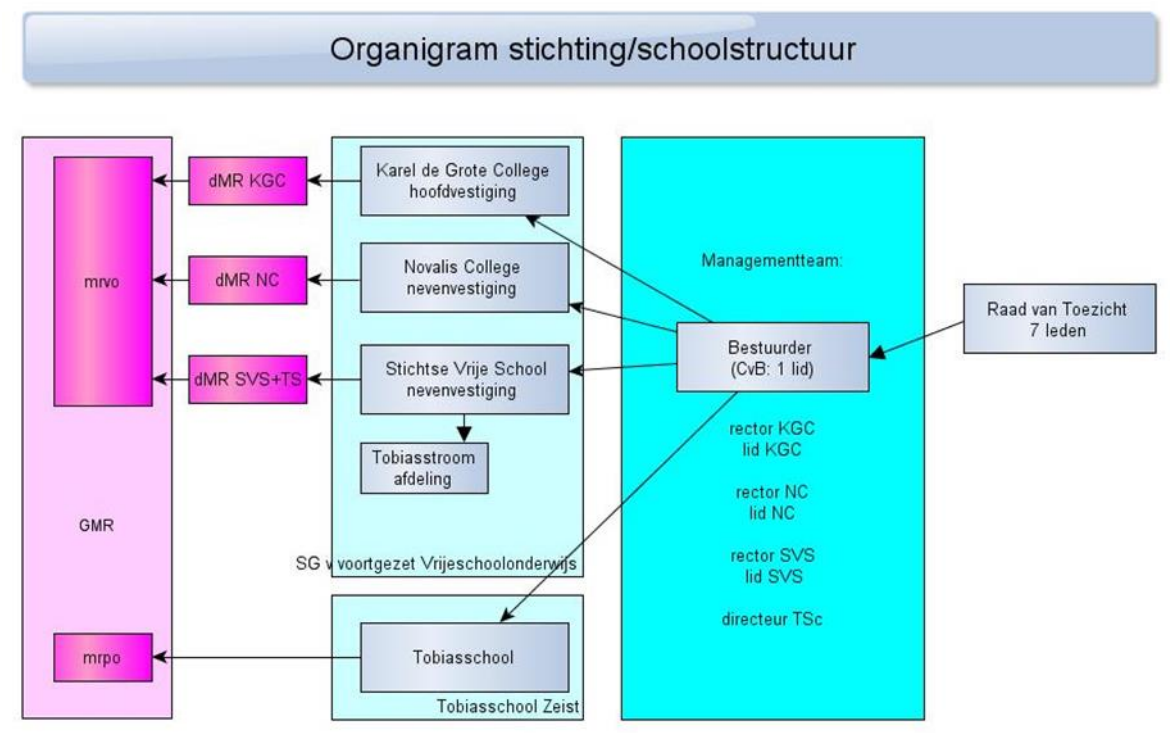 Organigram stichting/schoolstructuur
mrvo
GMR
mrpo
dMR KGC
dMR NC
dMR SVS+TS
Karel de Grote College
hoofdvestiging
Novalis College
nevenvestiging
Stichtse Vrije School
nevenvestiging
Tobiasstroom
afdeling
SG v voortgezet Vrijeschoolonderwijs
Tobiasschool
Tobiasschool Zeist
Managementteam:
Bestuurder
(CvB: 1 lid)
rector KGC
lid KGC
rector NC
lid NC
rector SVS
lid SVS
directeur TSc
Raad van Toezicht
7 leden